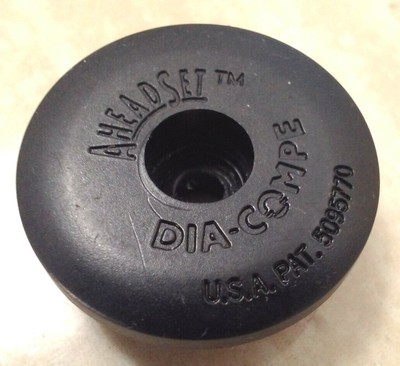 AHEADSET™
DIA-COMPE
U.S.A. PAT. 5095770